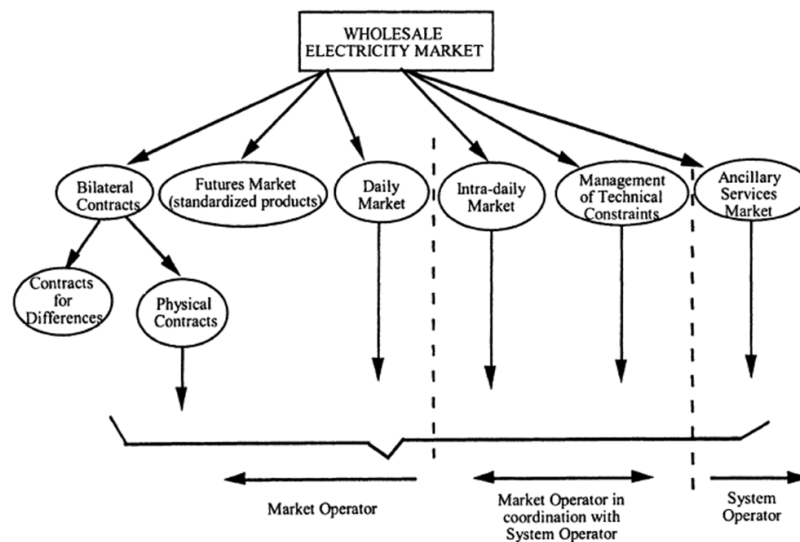 WHOLESALE
ELECTRICITY MARKET
Bilateral
Contracts
Futures Market
(standardized products)
Daily
Market
Intra-daily
Market
Management
of Technical
Constraints
Ancillary
Services
Market
Contracts
for
Differences
Physical
Contracts
Market Operator
Market Operator in
coordination with
System Operator
System
Operator